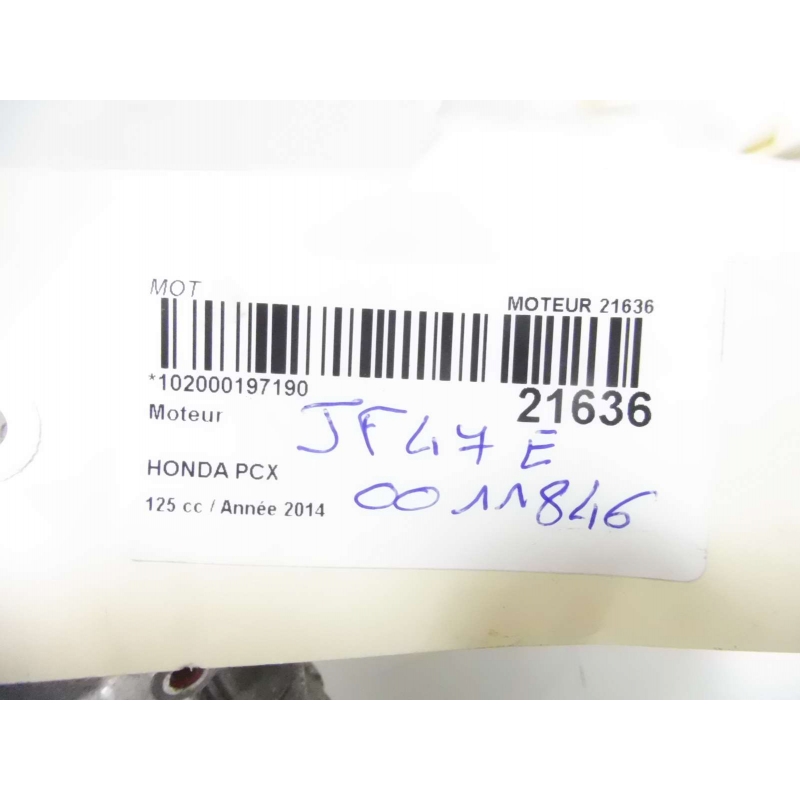 MOT
MOTEUR 21636
*102000197190
21636
Moteur
JF47E
HONDA PCX
0011846
125 cc / Année 2014